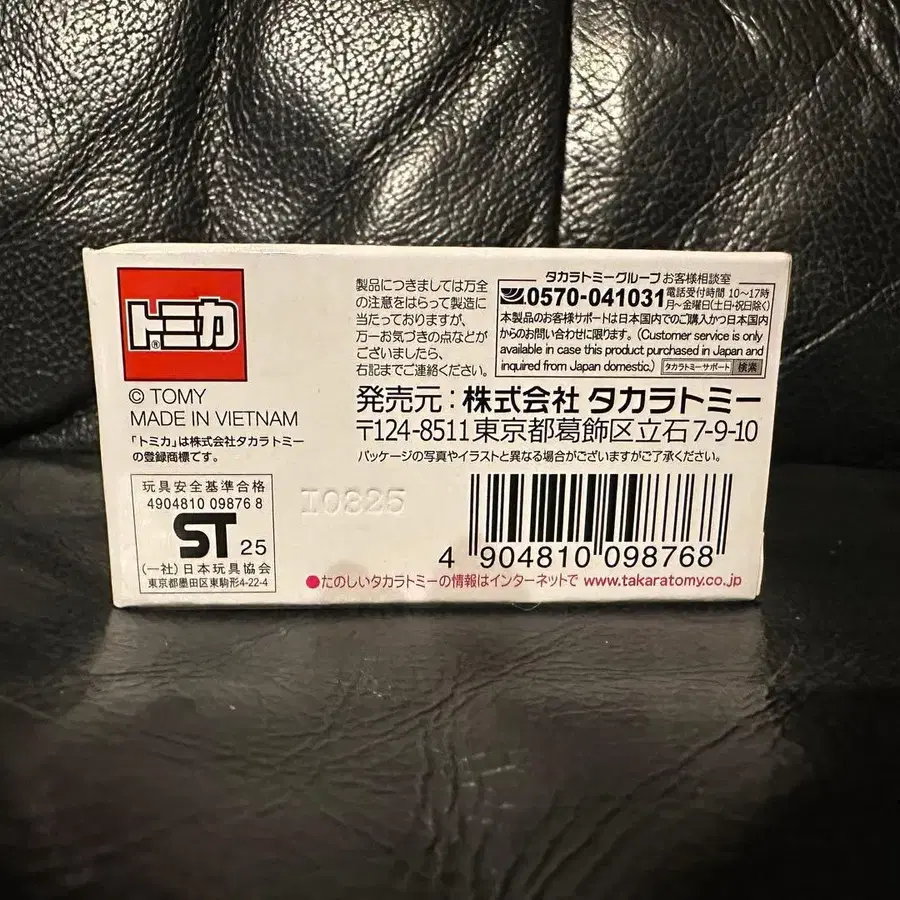 トミカ®
© TOMY
MADE IN VIETNAM
「トミカ」は株式会社タカラトミー
の登録商標です。
玩具安全基準合格
4904810 09876 8
ST 25
(一社)日本玩具協会
東京都墨田区東駒形4-22-4
I0325
製品につきましては万全
の注意をはらって製造に
当たっておりますが、
万一お気づきの点などが
ございましたら、
右記までご連絡ください。
タカラトミーグループお客様相談室
0570-041031
電話受付時間 10〜17時
月〜金曜日(土日・祝日除く)
本製品のお客様サポートは日本国内でのご購入かつ日本国内
からのお問い合わせに限ります。(Customer service is only
available in case this product purchased in Japan and
inquired from Japan domestic.) タカラトミーサポート 検索
発売元:株式会社 タカラトミー
〒124-8511 東京都葛飾区立石 7-9-10
パッケージの写真やイラストと異なる場合がございますがご了承ください。
4 904810 098768
●たのしいタカラトミーの情報はインターネットで www.takaratomy.co.jp